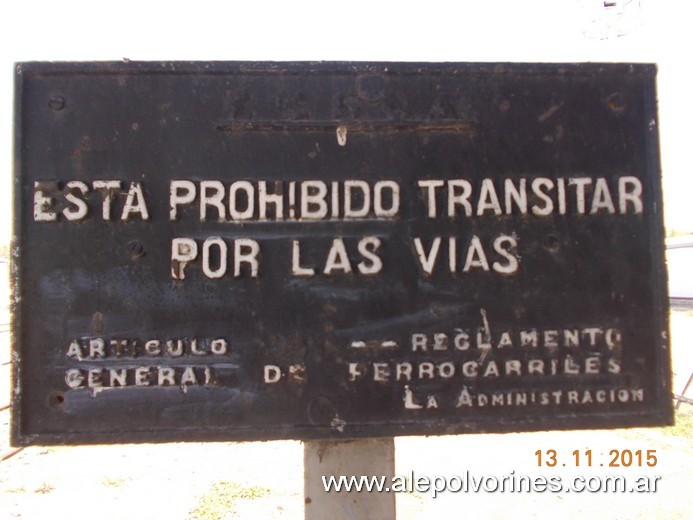 ESTA PROHIBIDO TRANSITAR
POR LAS VIAS
ARTICULO -- REGLAMENTO
GENERAL DE FERROCARRILES
LA ADMINISTRACION
13.11.2015
www.alepolvorines.com.ar